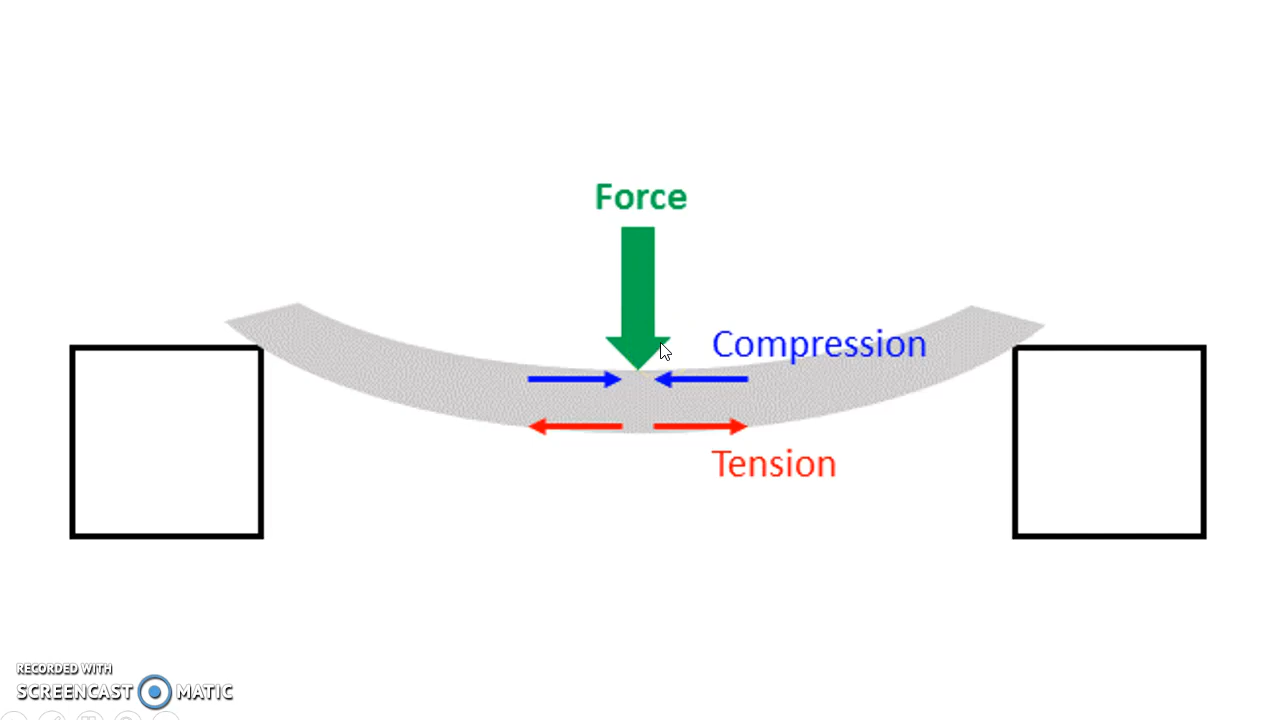 Force
Compression
Tension
RECORDED WITH
SCREENCAST MATIC